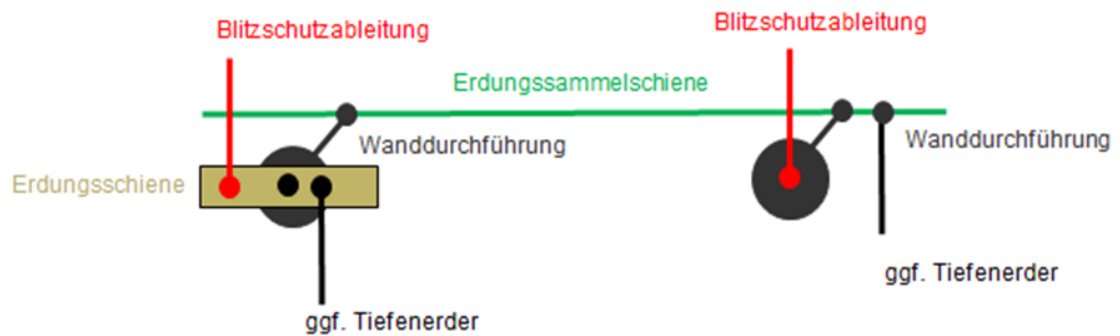 Blitzschutzableitung
Blitzschutzableitung
Erdungssammelschiene
Wanddurchführung
Wanddurchführung
Erdungsschiene
ggf. Tiefenerder
ggf. Tiefenerder